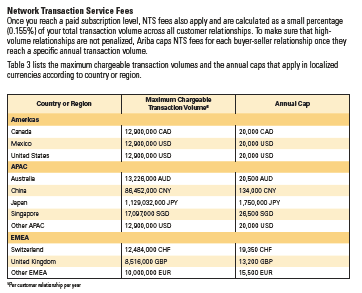 Network Transaction Service Fees
Once you reach a paid subscription level, NTS fees also apply and are calculated as a small percentage
(0.155%) of your total transaction volume across all customer relationships. To make sure that high-
volume relationships are not penalized, Ariba caps NTS fees for each buyer-seller relationship once they
reach a specific annual transaction volume.
Table 3 lists the maximum chargeable transaction volumes and the annual caps that apply in localized
currencies according to country or region.
Country or Region Maximum Chargeable Transaction Volume* Annual Cap
Americas
Canada 12,900,000 CAD 20,000 CAD
Mexico 12,900,000 USD 20,000 USD
United States 12,900,000 USD 20,000 USD
APAC
Australia 13,226,000 AUD 20,500 AUD
China 86,452,000 CNY 134,000 CNY
Japan 1,129,032,000 JPY 1,750,000 JPY
Singapore 17,097,000 SGD 26,500 SGD
Other APAC 12,900,000 USD 20,000 USD
EMEA
Switzerland 12,484,000 CHF 19,350 CHF
United Kingdom 8,516,000 GBP 13,200 GBP
Other EMEA 10,000,000 EUR 15,500 EUR
*Per customer relationship per year